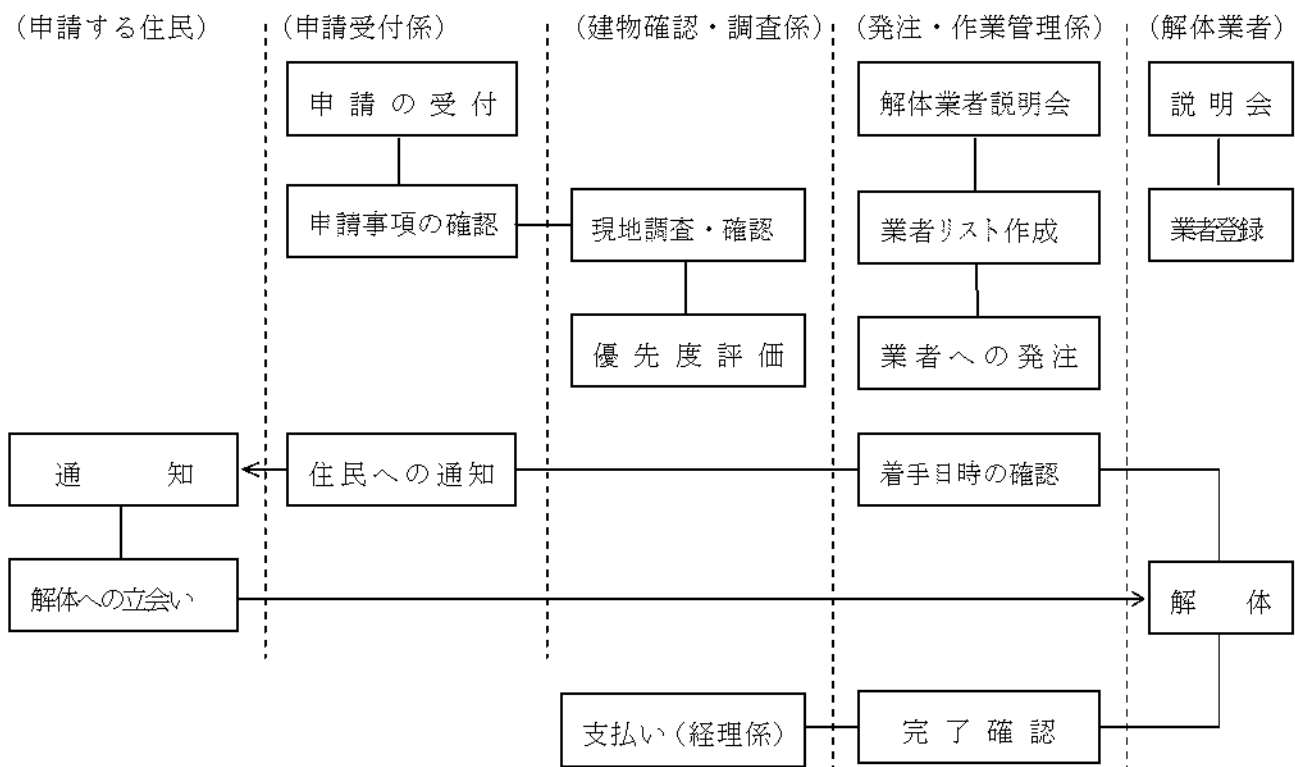 （申請する住民）
（申請受付係）
（建物確認・調査係）
（発注・作業管理係）
（解体業者）
申請の受付
解体業者説明会
説明会
申請事項の確認
現地調査・確認
業者リスト作成
業者登録
優先度評価
業者への発注
通知
住民への通知
着手日時の確認
解体への立会い
解体
支払い（経理係）
完了確認